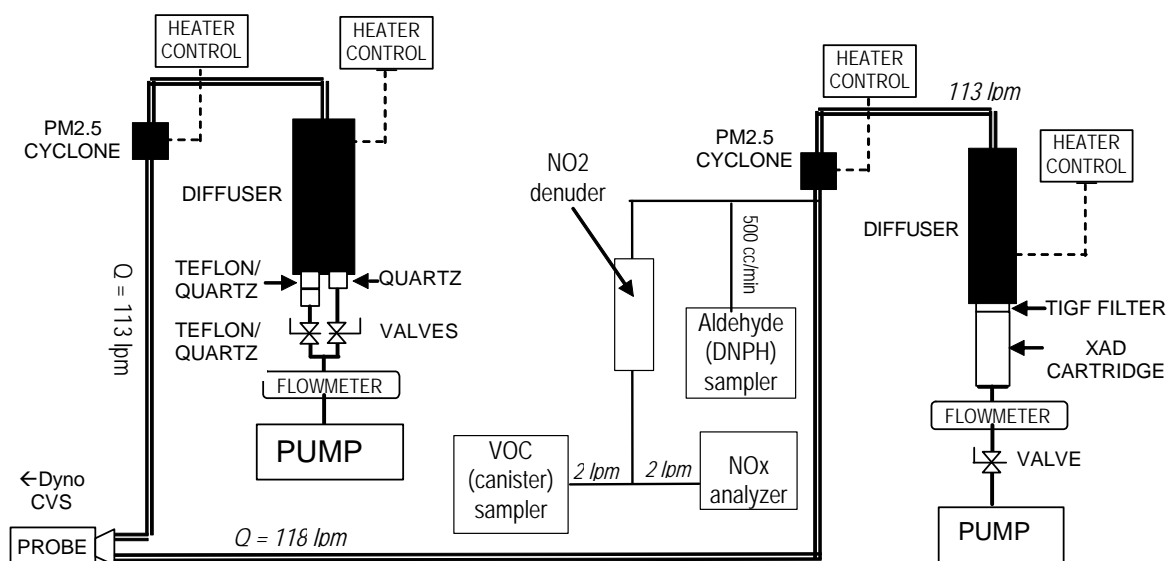 HEATER
CONTROL
HEATER
CONTROL
PM2.5
CYCLONE
DIFFUSER
TEFLON/
QUARTZ
QUARTZ
TEFLON/
QUARTZ
VALVES
FLOWMETER
PUMP
Q = 113 lpm
←Dyno
CVS
PROBE
Q = 118 lpm
NO2
denuder
500 cc/min
Aldehyde
(DNPH)
sampler
VOC
(canister)
sampler
2 lpm
2 lpm
NOx
analyzer
HEATER
CONTROL
113 lpm
PM2.5
CYCLONE
HEATER
CONTROL
DIFFUSER
TIGF FILTER
XAD
CARTRIDGE
FLOWMETER
VALVE
PUMP